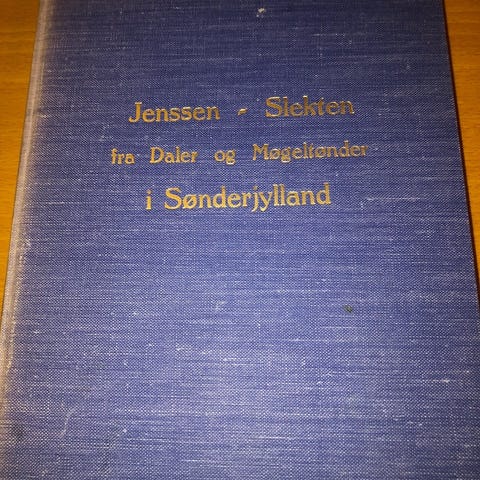 Jenssen - Slekten
fra Daler og Møgeltønder
i Sønderjylland